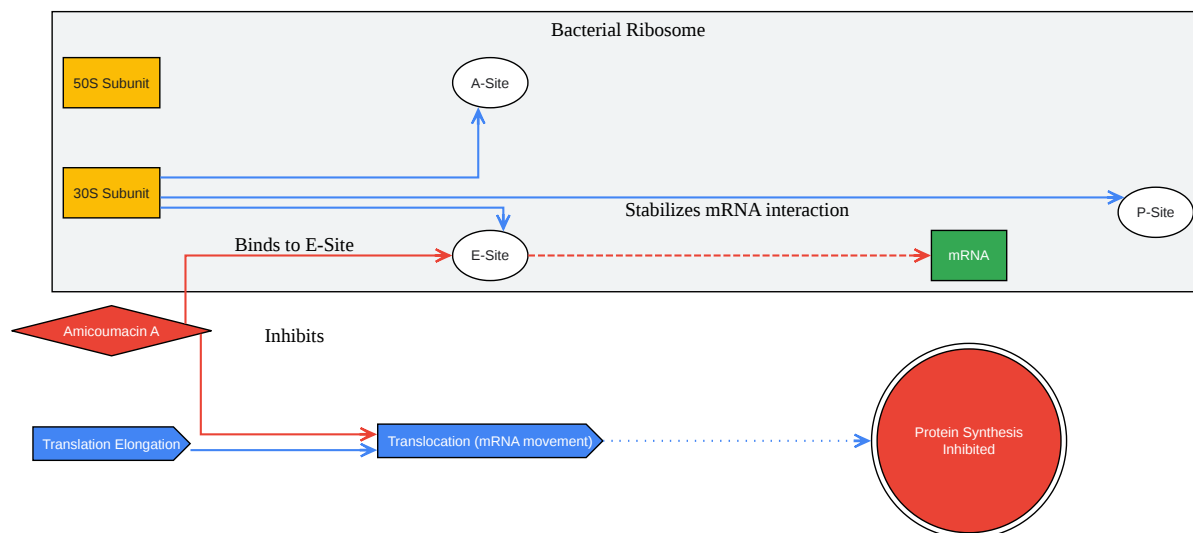 Bacterial Ribosome
50S Subunit
A-Site
30S Subunit
Stabilizes mRNA interaction
P-Site
Binds to E-Site
E-Site
mRNA
Amicoumacin A
Inhibits
Translation Elongation
Translocation (mRNA movement)
Protein Synthesis
Inhibited